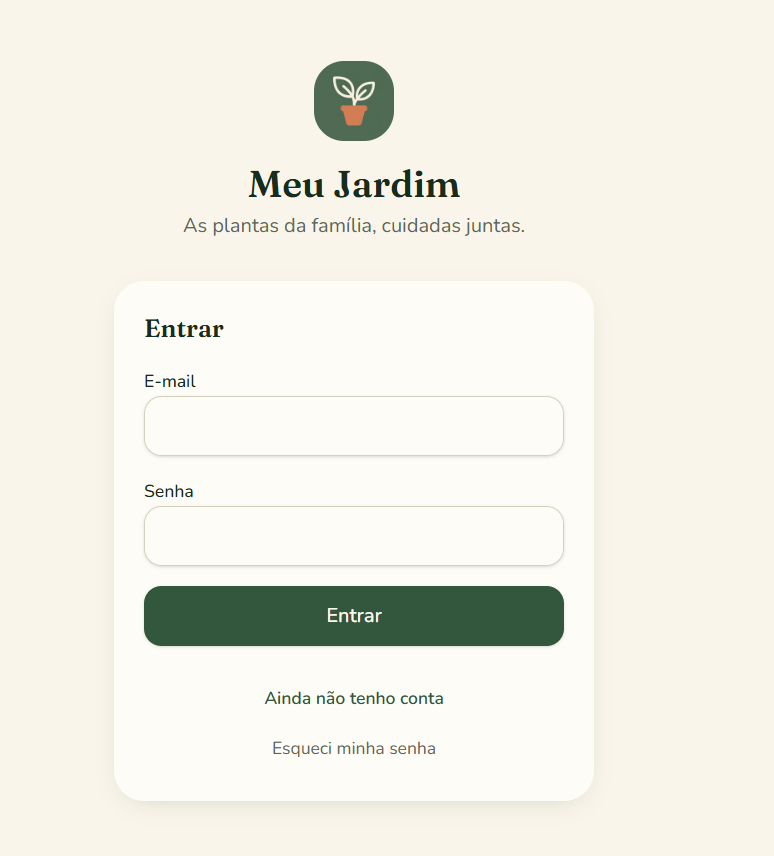 Meu Jardim
As plantas da família, cuidadas juntas.
Entrar
E-mail
Senha
Entrar
Ainda não tenho conta
Esqueci minha senha